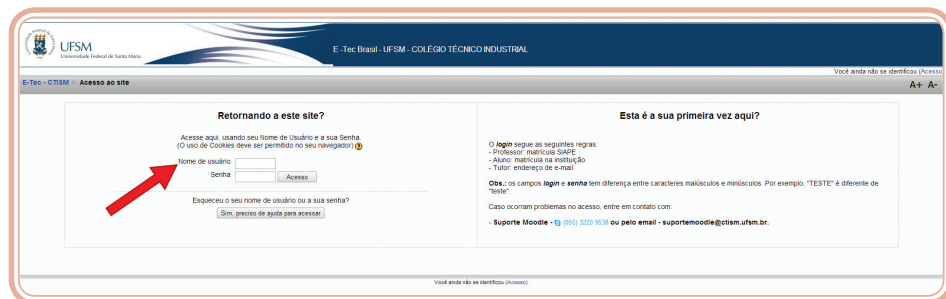 UFSM
Universidade Federal de Santa Maria
E -Tec Brasil - UFSM - COLÉGIO TÉCNICO INDUSTRIAL
Você ainda não se identificou (Acesso
E-Tec - CTISM ► Acesso ao site
A+ A-
Retornando a este site?
Acesse aqui, usando seu Nome de Usuário e a sua Senha.
(O uso de Cookies deve ser permitido no seu navegador)
Nome de usuário
Senha
Acesso
Esqueceu o seu nome de usuário ou a sua senha?
Sim, preciso de ajuda para acessar
Esta é a sua primeira vez aqui?
O login segue as seguintes regras:
- Professor: matrícula SIAPE
- Aluno: matrícula na instituição
- Tutor: endereço de e-mail
Obs.: os campos login e senha tem diferença entre caracteres maiúsculos e minúsculos. Por exemplo, "TESTE" é diferente de
"teste".
Caso ocorram problemas no acesso, entre em contato com:
- Suporte Moodle - (055) 3220 9538 ou pelo email - suportemoodle@ctism.ufsm.br.
Você ainda não se identificou (Acesso)